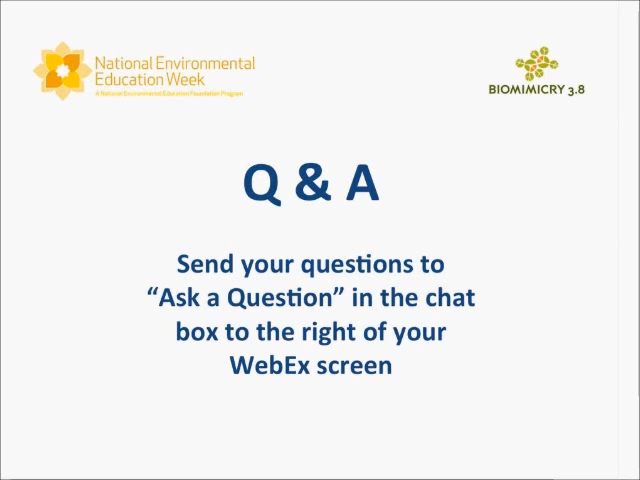 National Environmental
Education Week
A National Environmental Education Foundation Program
BIOMIMICRY 3.8
Q & A
Send your questions to
“Ask a Question” in the chat
box to the right of your
WebEx screen